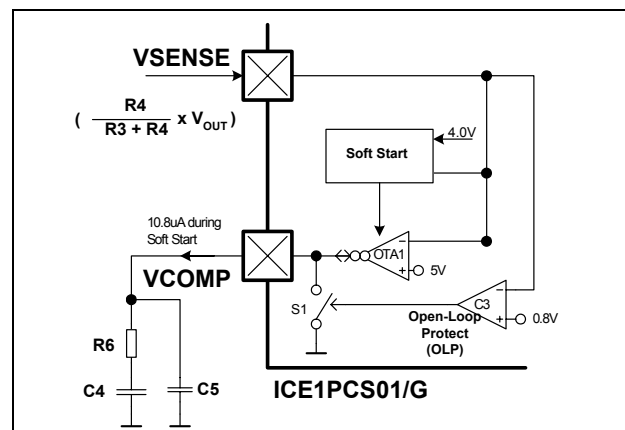 VSENSE
( R4
R3 + R4 x VOUT )
4.0V
Soft Start
10.8uA during
Soft Start
−
OTA1
+
5V
VCOMP
S1
−
C3
+
0.8V
Open-Loop
Protect
(OLP)
R6
C4
C5
ICE1PCS01/G